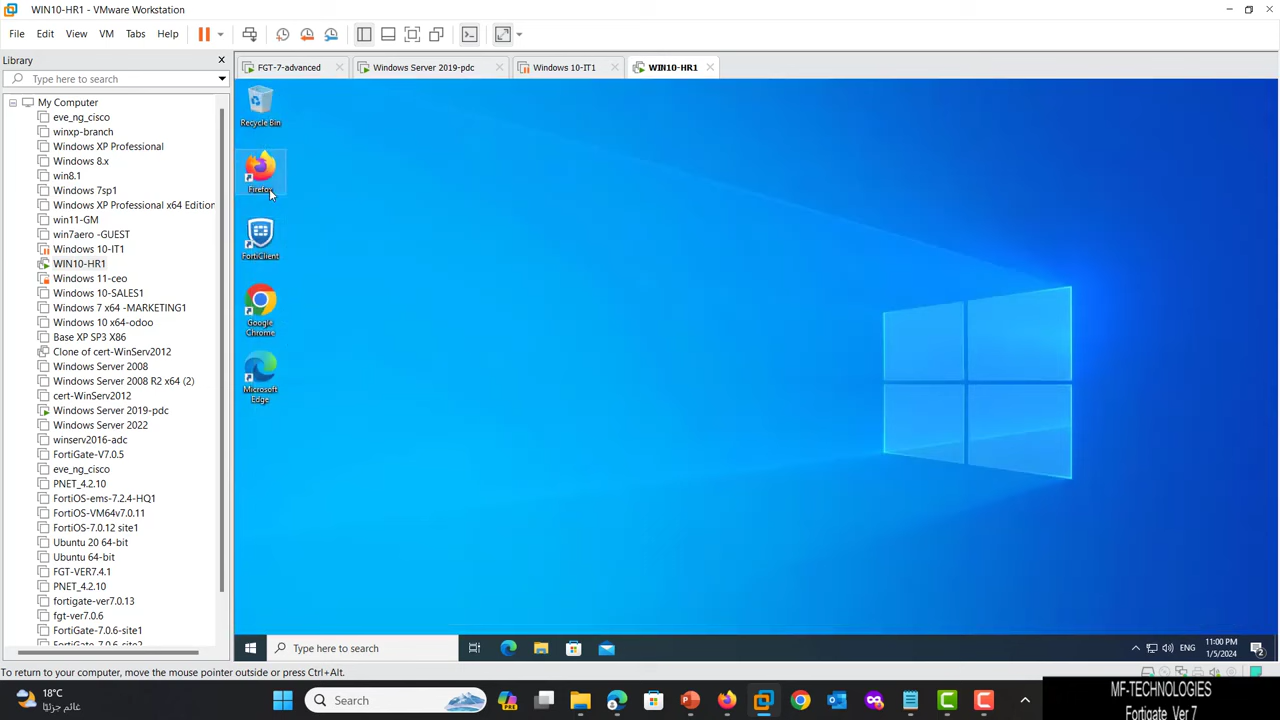 WIN10-HR1 - VMware Workstation
File Edit View VM Tabs Help
Library
Type here to search
My Computer
eve_ng_cisco
winxp-branch
Windows XP Professional
Windows 8.x
win8.1
Windows 7sp1
Windows XP Professional x64 Edition
win11-GM
win7aero -GUEST
Windows 10-IT1
WIN10-HR1
Windows 11-ceo
Windows 10-SALES1
Windows 7 x64 -MARKETING1
Windows 10 x64-odoo
Base XP SP3 X86
Clone of cert-WinServ2012
Windows Server 2008
Windows Server 2008 R2 x64 (2)
cert-WinServ2012
Windows Server 2019-pdc
Windows Server 2022
winserv2016-adc
FortiGate-V7.0.5
eve_ng_cisco
PNET_4.2.10
FortiOS-ems-7.2.4-HQ1
FortiOS-VM64v7.0.11
FortiOS-7.0.12 site1
Ubuntu 20 64-bit
Ubuntu 64-bit
FGT-VER7.4.1
PNET_4.2.10
fortigate-ver7.0.13
fgt-ver7.0.6
FortiGate-7.0.6-site1
FortiGate-7.0.6-site2
FGT-7-advanced
Windows Server 2019-pdc
Windows 10-IT1
WIN10-HR1
Recycle Bin
Firefox
FortiClient
Google
Chrome
Microsoft
Edge
Type here to search
ENG
11:00 PM
1/5/2024
2
To return to your computer, move the mouse pointer outside or press Ctrl+Alt.
18°C
غائم جزئيًا
Search
PRE
MF-TECHNOLOGIES
Fortigate Ver 7